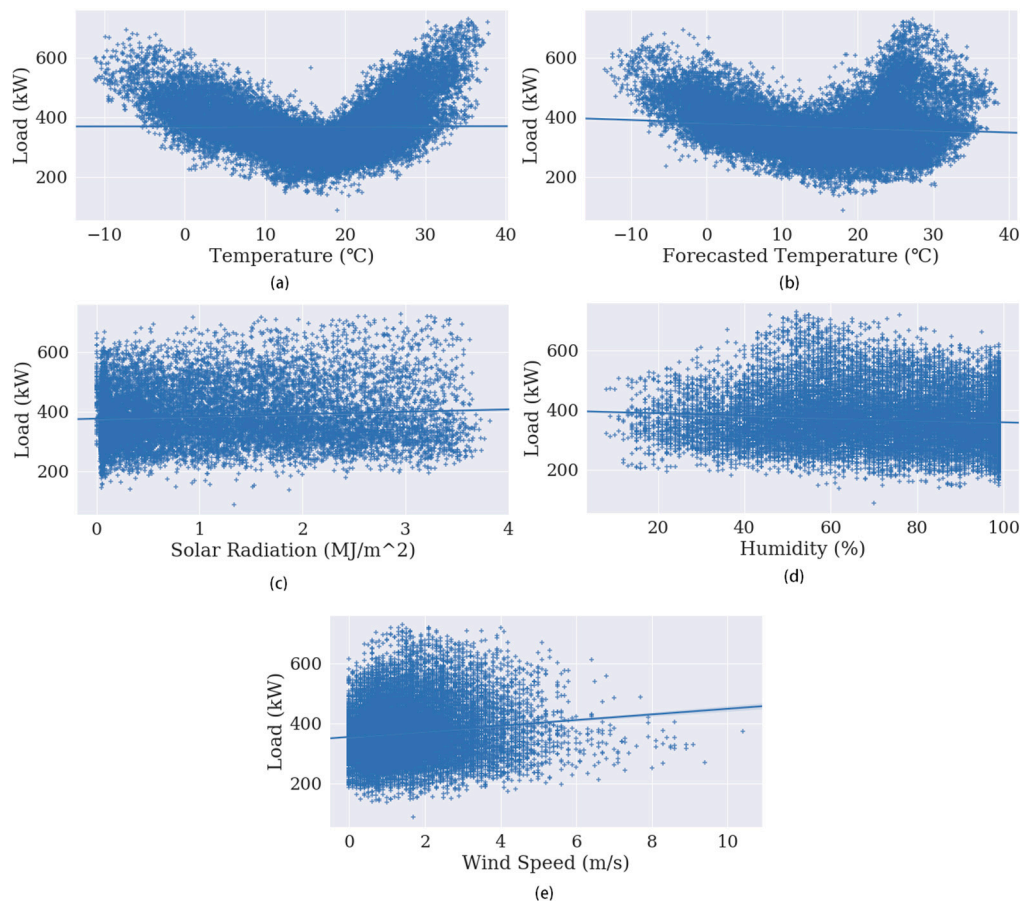 600
400
200
Load (kW)
−10 0 10 20 30 40
Temperature (℃)
(a)
600
400
200
Load (kW)
−10 0 10 20 30 40
Forecasted Temperature (℃)
(b)
600
400
200
Load (kW)
0 1 2 3 4
Solar Radiation (MJ/m^2)
(c)
600
400
200
Load (kW)
20 40 60 80 100
Humidity (%)
(d)
600
400
200
Load (kW)
0 2 4 6 8 10
Wind Speed (m/s)
(e)